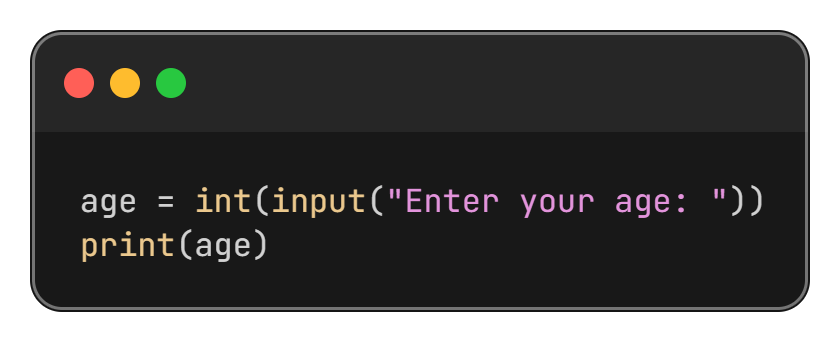 age = int(input("Enter your age: "))
print(age)